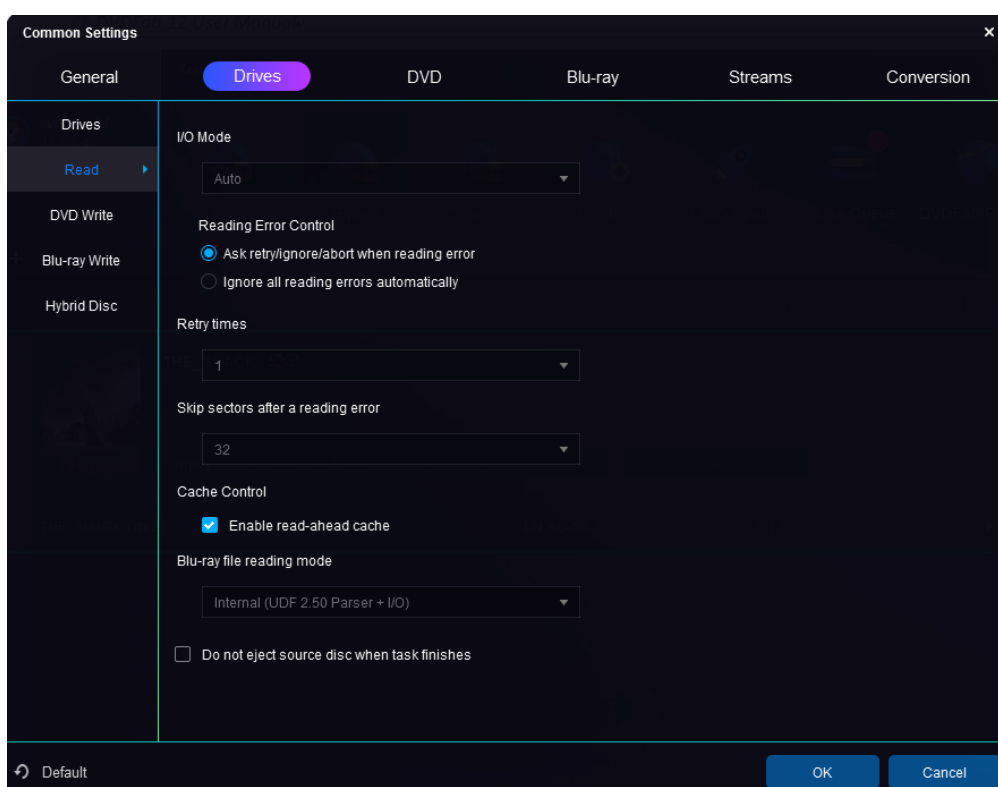 Common Settings
General Drives DVD Blu-ray Streams Conversion
Drives
Read
DVD Write
Blu-ray Write
Hybrid Disc
I/O Mode
Auto
Reading Error Control
Ask retry/ignore/abort when reading error
Ignore all reading errors automatically
Retry times
1
Skip sectors after a reading error
32
Cache Control
Enable read-ahead cache
Blu-ray file reading mode
Internal (UDF 2.50 Parser + I/O)
Do not eject source disc when task finishes
Default OK Cancel